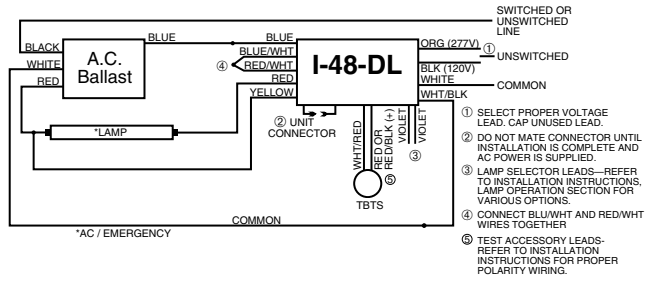 SWITCHED OR
UNSWITCHED
LINE
BLACK
BLUE
BLUE
ORG (277V)
①
UNSWITCHED
WHITE
A.C.
Ballast
BLUE/WHT
④
RED/WHT
I-48-DL
BLK (120V)
RED
RED
WHITE
COMMON
YELLOW
WHT/BLK
② UNIT
CONNECTOR
*LAMP
WHT/RED
RED OR
RED/BLK (+)
VIOLET
VIOLET
③
⑤
TBTS
COMMON
*AC / EMERGENCY
① SELECT PROPER VOLTAGE
LEAD. CAP UNUSED LEAD.
② DO NOT MATE CONNECTOR UNTIL
INSTALLATION IS COMPLETE AND
AC POWER IS SUPPLIED.
③ LAMP SELECTOR LEADS—REFER
TO INSTALLATION INSTRUCTIONS,
LAMP OPERATION SECTION FOR
VARIOUS OPTIONS.
④ CONNECT BLU/WHT AND RED/WHT
WIRES TOGETHER
⑤ TEST ACCESSORY LEADS-
REFER TO INSTALLATION
INSTRUCTIONS FOR PROPER
POLARITY WIRING.